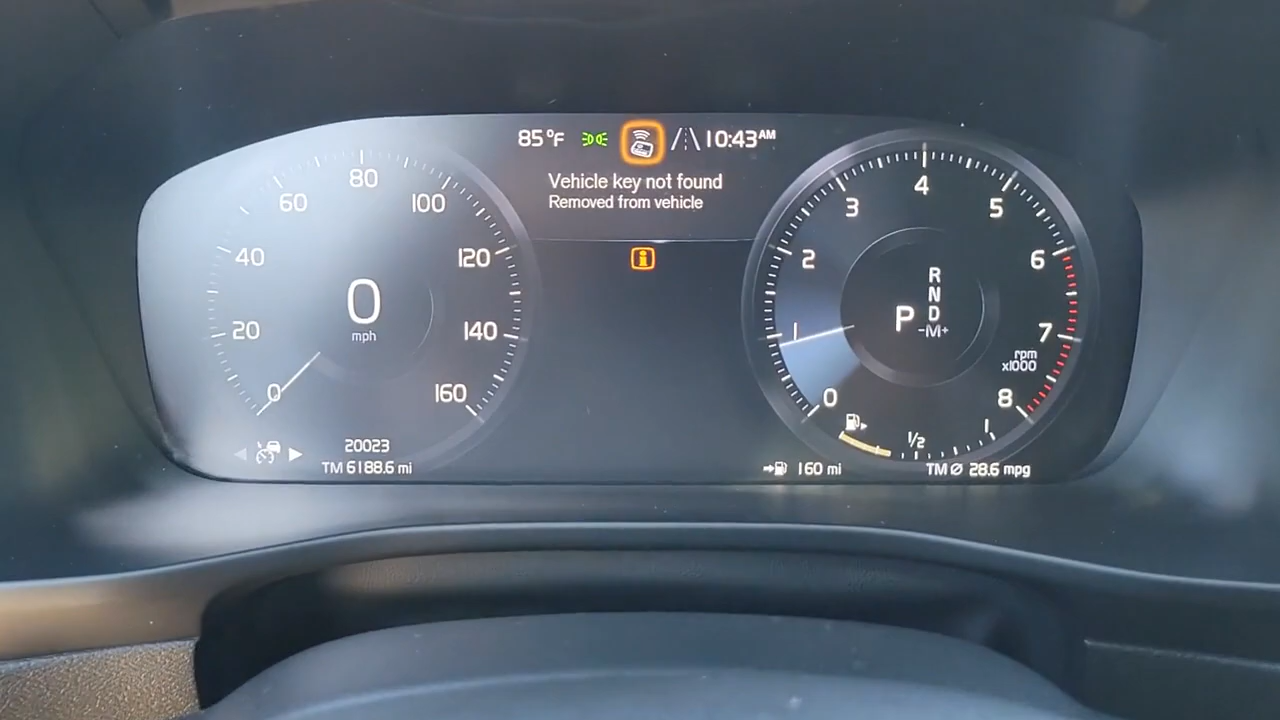 85°F 10:43AM
Vehicle key not found
Removed from vehicle
0
20
40
60
80
100
120
140
160
0
mph
20023
TM 6188.6 mi
0
1
2
3
4
5
6
7
8
rpm
x1000
R
N
D
P
-M+
1/2
1
160 mi
TM Ø 28.6 mpg